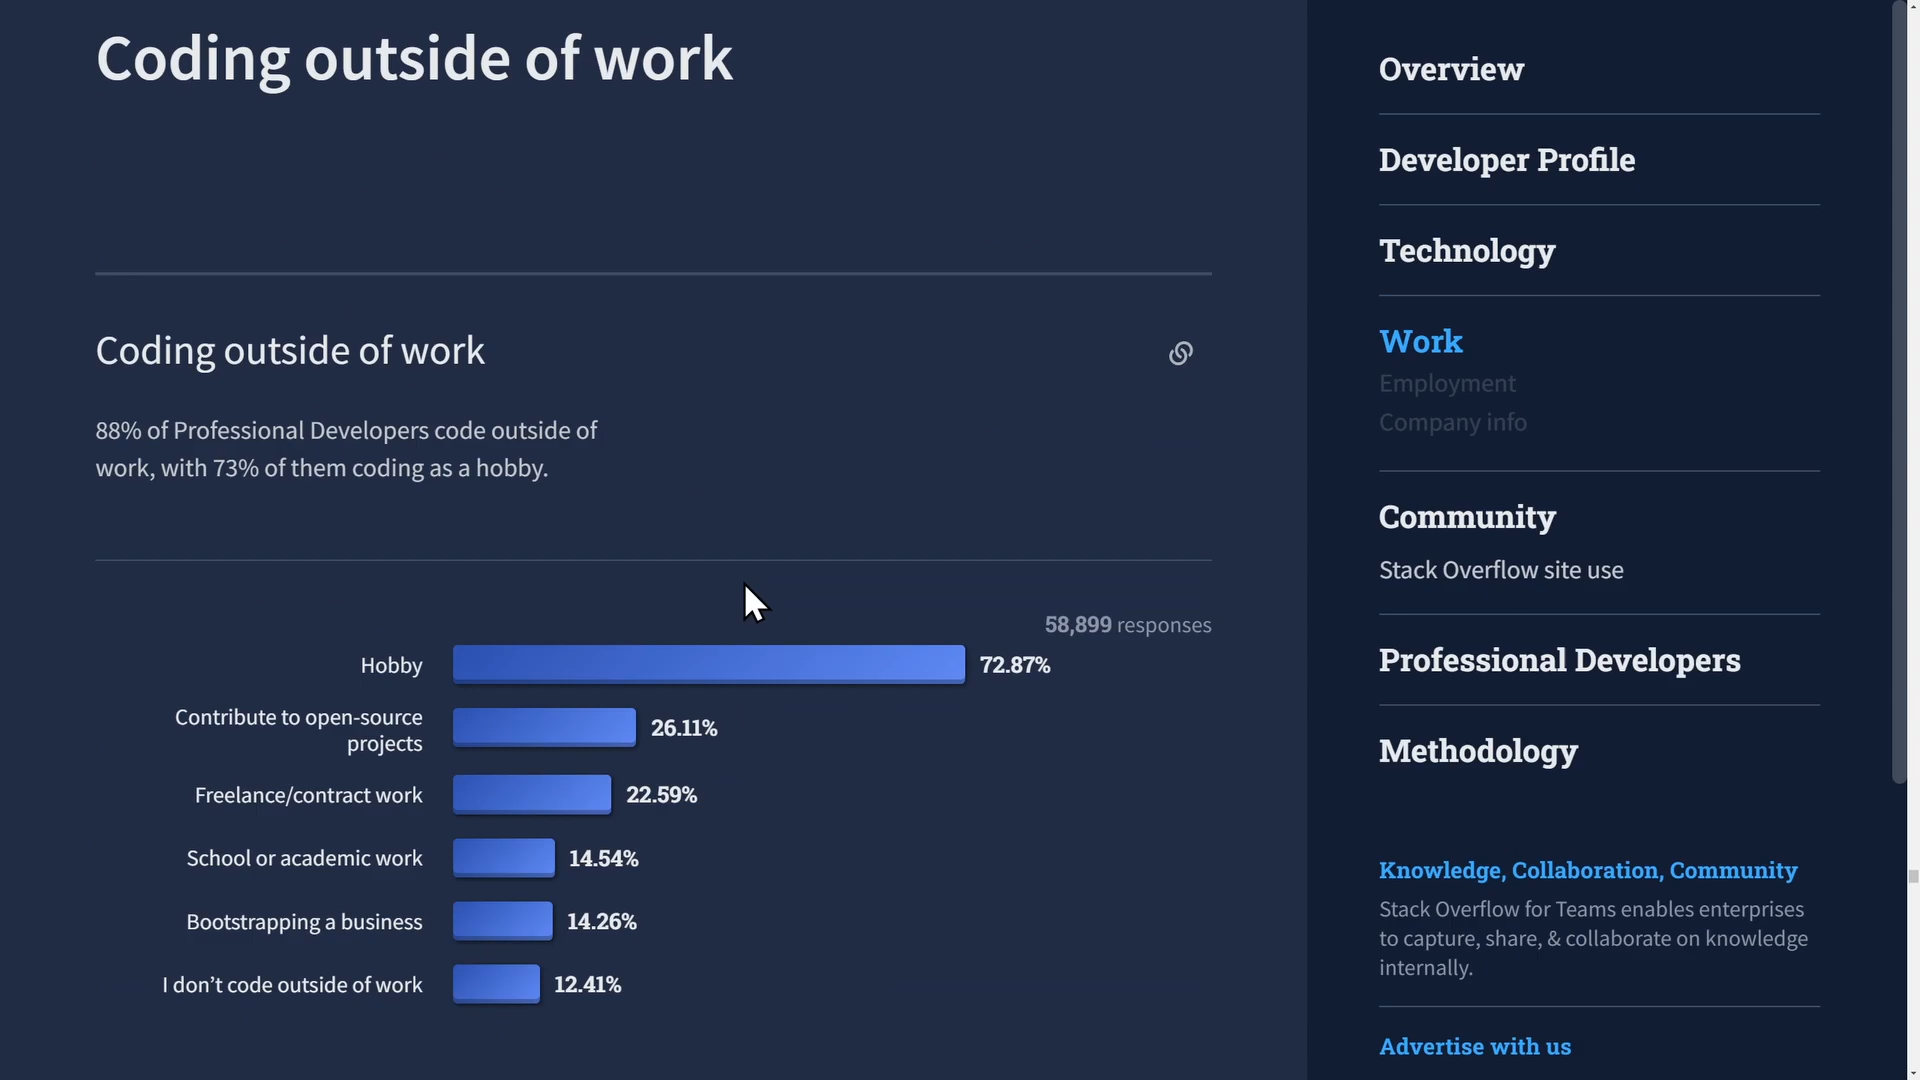 Coding outside of work
Coding outside of work
88% of Professional Developers code outside of
work, with 73% of them coding as a hobby.
58,899 responses
Hobby 72.87%
Contribute to open-source
projects 26.11%
Freelance/contract work 22.59%
School or academic work 14.54%
Bootstrapping a business 14.26%
I don’t code outside of work 12.41%
Overview
Developer Profile
Technology
Work
Employment
Company info
Community
Stack Overflow site use
Professional Developers
Methodology
Knowledge, Collaboration, Community
Stack Overflow for Teams enables enterprises
to capture, share, & collaborate on knowledge
internally.
Advertise with us